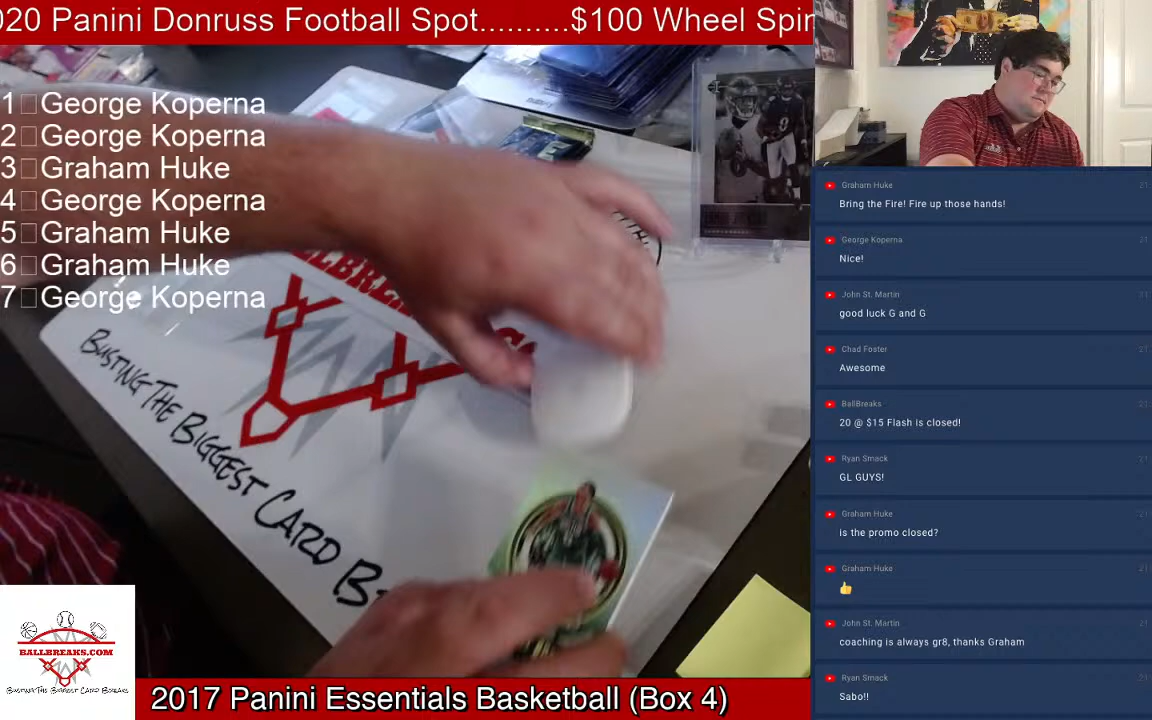 020 Panini Donruss Football Spot..........$100 Wheel Spin
1 George Koperna
2 George Koperna
3 Graham Huke
4 George Koperna
5 Graham Huke
6 Graham Huke
7 George Koperna
BUSTING THE BIGGEST CARD B
BALLBREAKS.COM
BUSTING THE BIGGEST CARD BREAKS
2017 Panini Essentials Basketball (Box 4)
Graham Huke
Bring the Fire! Fire up those hands!
George Koperna
Nice!
John St. Martin
good luck G and G
Chad Foster
Awesome
BallBreaks
20 @ $15 Flash is closed!
Ryan Smack
GL GUYS!
Graham Huke
is the promo closed?
Graham Huke
👍
John St. Martin
coaching is always gr8, thanks Graham
Ryan Smack
Sabo!!